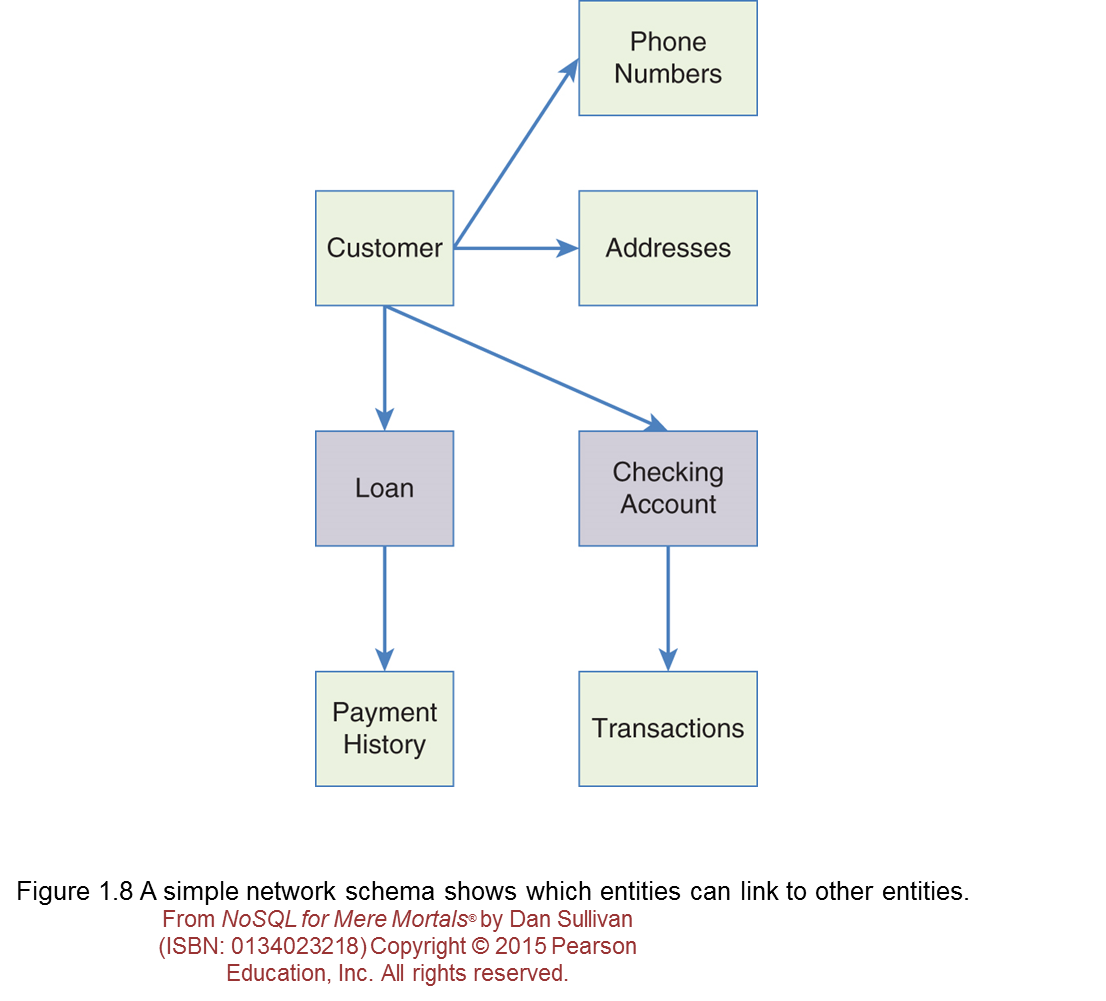 Phone
Numbers
Customer
Addresses
Loan
Checking
Account
Payment
History
Transactions
Figure 1.8 A simple network schema shows which entities can link to other entities.
From NoSQL for Mere Mortals® by Dan Sullivan
(ISBN: 0134023218) Copyright © 2015 Pearson
Education, Inc. All rights reserved.